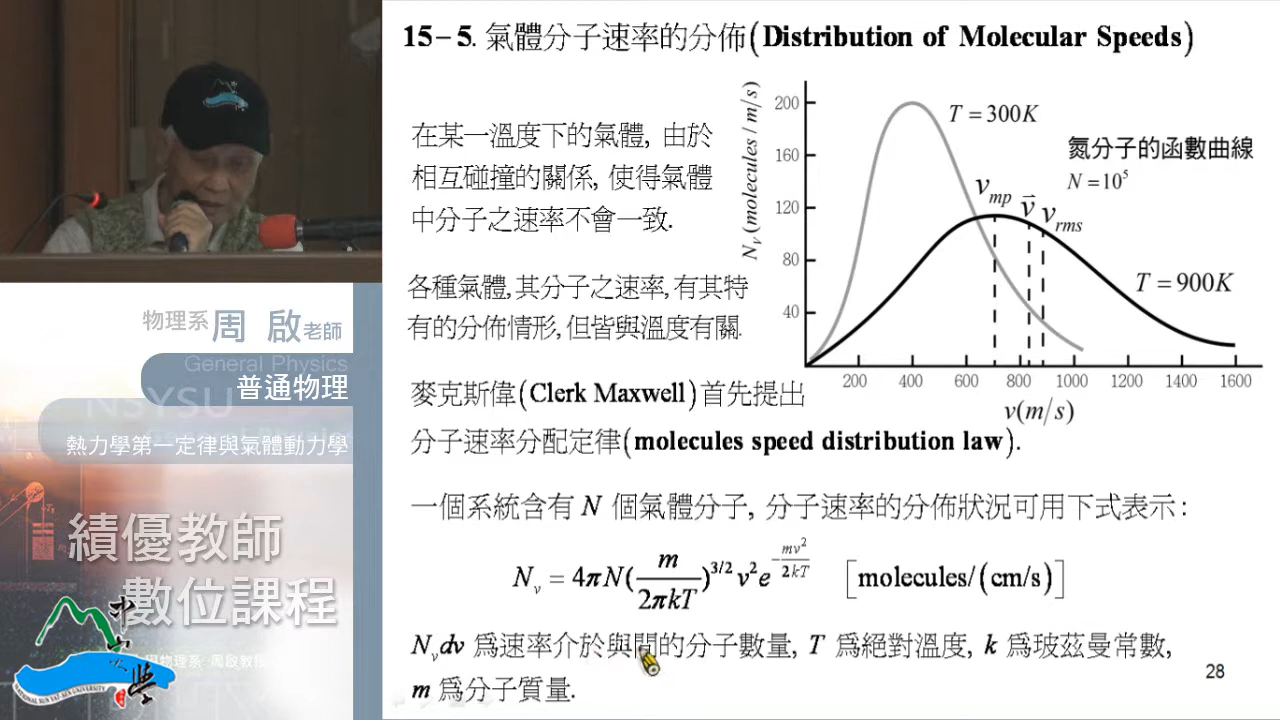 15-5. 氣體分子速率的分佈(Distribution of Molecular Speeds)
在某一溫度下的氣體, 由於
相互碰撞的關係, 使得氣體
中分子之速率不會一致.
各種氣體, 其分子之速率, 有其特
有的分佈情形, 但皆與溫度有關.
麥克斯偉(Clerk Maxwell)首先提出
分子速率分配定律(molecules speed distribution law).
N_v(molecules/m/s)
200
160
120
80
40
T = 300K
氮分子的函數曲線
N = 10^5
v_mp
v̄
v_rms
T = 900K
200 400 600 800 1000 1200 1400 1600
v(m/s)
一個系統含有 N 個氣體分子, 分子速率的分佈狀況可用下式表示:
N_v = 4πN(m/2πkT)^3/2 v^2 e^-mv^2/2kT [molecules/(cm/s)]
N_v dv 爲速率介於與間的分子數量, T 爲絕對溫度, k 爲玻茲曼常數,
m 爲分子質量.
28
物理系周 啟老師
General Physics
普通物理
NSYSU
熱力學第一定律與氣體動力學
績優教師
數位課程